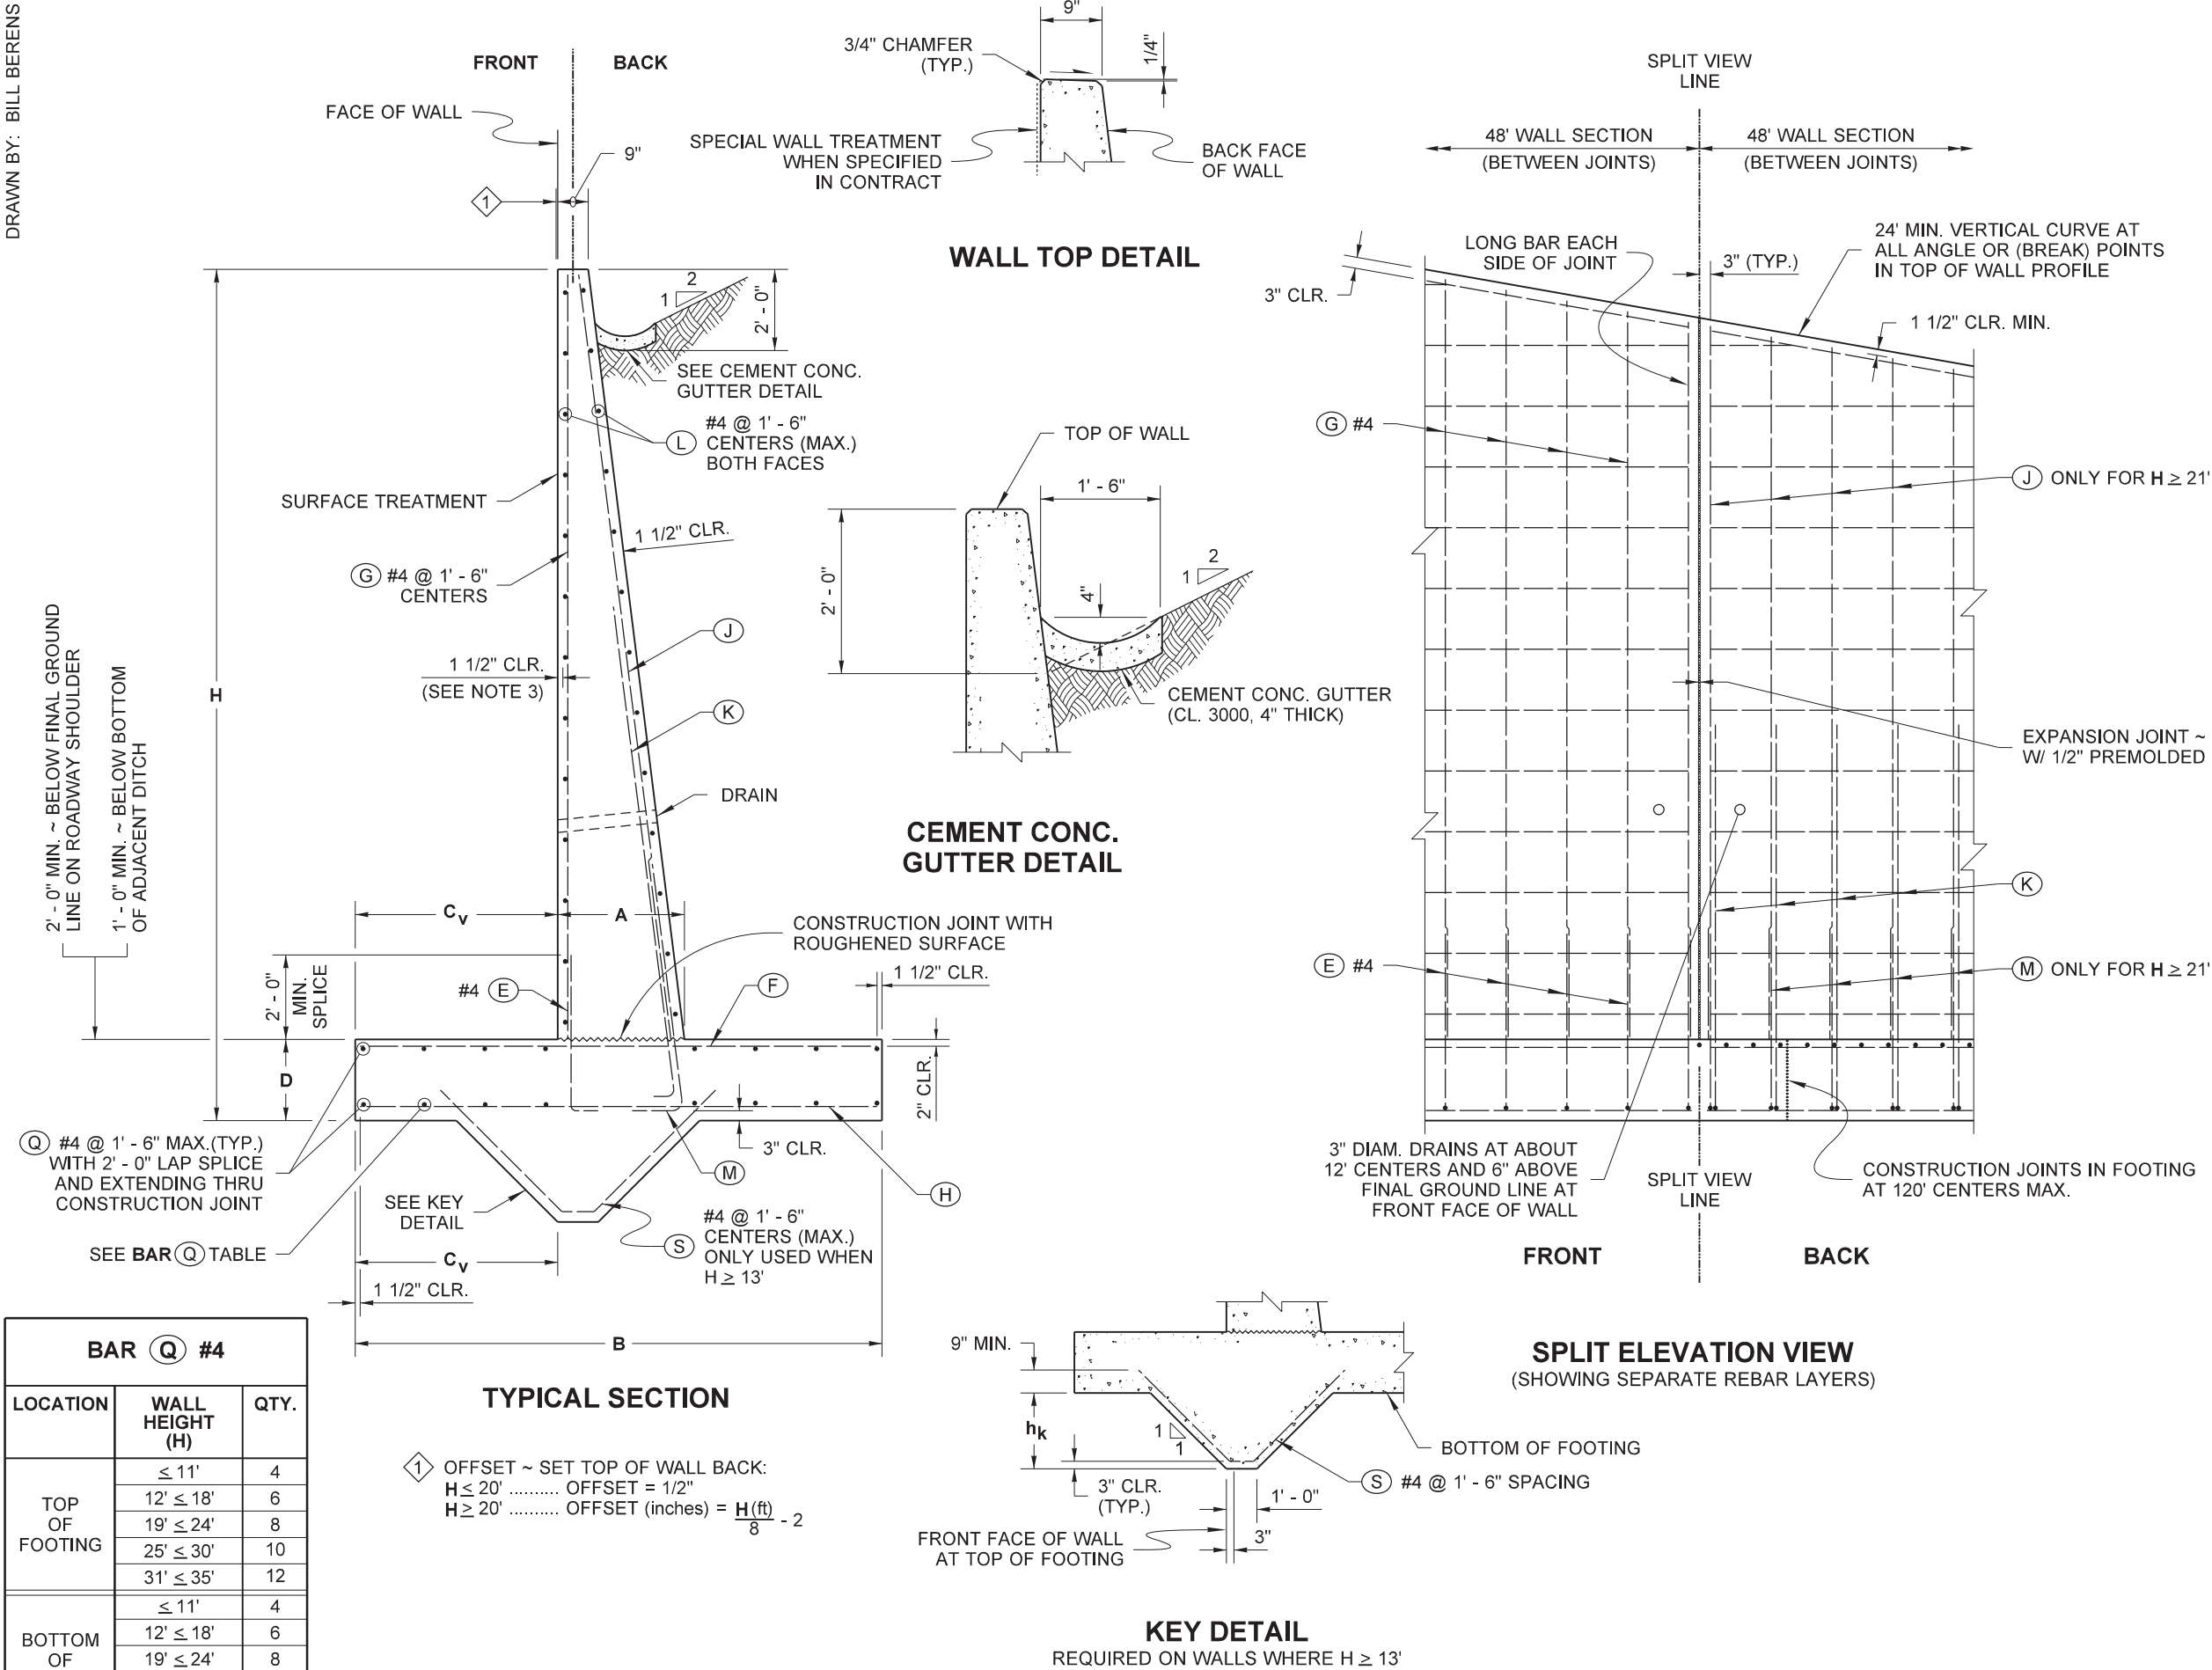 DRAWN BY: BILL BERENS
FRONT
BACK
FACE OF WALL
9"
1
H
2
1
2' - 0"
SEE CEMENT CONC.
GUTTER DETAIL
L
#4 @ 1' - 6"
CENTERS (MAX.)
BOTH FACES
SURFACE TREATMENT
1 1/2" CLR.
G #4 @ 1' - 6"
CENTERS
J
1 1/2" CLR.
(SEE NOTE 3)
K
DRAIN
2' - 0" MIN. ~ BELOW FINAL GROUND
LINE ON ROADWAY SHOULDER
1' - 0" MIN. ~ BELOW BOTTOM
OF ADJACENT DITCH
Cv
A
CONSTRUCTION JOINT WITH
ROUGHENED SURFACE
2' - 0"
MIN.
SPLICE
#4 E
F
1 1/2" CLR.
D
2" CLR.
3" CLR.
M
H
Q #4 @ 1' - 6" MAX.(TYP.)
WITH 2' - 0" LAP SPLICE
AND EXTENDING THRU
CONSTRUCTION JOINT
SEE KEY
DETAIL
S
#4 @ 1' - 6"
CENTERS (MAX.)
ONLY USED WHEN
H ≥ 13'
SEE BAR Q TABLE
Cv
1 1/2" CLR.
B
TYPICAL SECTION
1 OFFSET ~ SET TOP OF WALL BACK:
H ≤ 20' .......... OFFSET = 1/2"
H ≥ 20' .......... OFFSET (inches) = H(ft)/8 - 2
BAR Q #4
LOCATION WALL HEIGHT (H) QTY.
TOP OF FOOTING
≤ 11' 4
12' ≤ 18' 6
19' ≤ 24' 8
25' ≤ 30' 10
31' ≤ 35' 12
BOTTOM OF
≤ 11' 4
12' ≤ 18' 6
19' ≤ 24' 8
9"
3/4" CHAMFER
(TYP.)
1/4"
SPECIAL WALL TREATMENT
WHEN SPECIFIED
IN CONTRACT
BACK FACE
OF WALL
WALL TOP DETAIL
TOP OF WALL
1' - 6"
2' - 0"
4"
2
1
CEMENT CONC. GUTTER
(CL. 3000, 4" THICK)
CEMENT CONC.
GUTTER DETAIL
SPLIT VIEW
LINE
48' WALL SECTION
(BETWEEN JOINTS)
48' WALL SECTION
(BETWEEN JOINTS)
LONG BAR EACH
SIDE OF JOINT
3" (TYP.)
24' MIN. VERTICAL CURVE AT
ALL ANGLE OR (BREAK) POINTS
IN TOP OF WALL PROFILE
3" CLR.
1 1/2" CLR. MIN.
G #4
J ONLY FOR H ≥ 21'
EXPANSION JOINT ~
W/ 1/2" PREMOLDED
K
E #4
M ONLY FOR H ≥ 21'
3" DIAM. DRAINS AT ABOUT
12' CENTERS AND 6" ABOVE
FINAL GROUND LINE AT
FRONT FACE OF WALL
SPLIT VIEW
LINE
CONSTRUCTION JOINTS IN FOOTING
AT 120' CENTERS MAX.
FRONT
BACK
SPLIT ELEVATION VIEW
(SHOWING SEPARATE REBAR LAYERS)
9" MIN.
hk
1
1
BOTTOM OF FOOTING
S #4 @ 1' - 6" SPACING
3" CLR.
(TYP.)
1' - 0"
3"
FRONT FACE OF WALL
AT TOP OF FOOTING
KEY DETAIL
REQUIRED ON WALLS WHERE H ≥ 13'